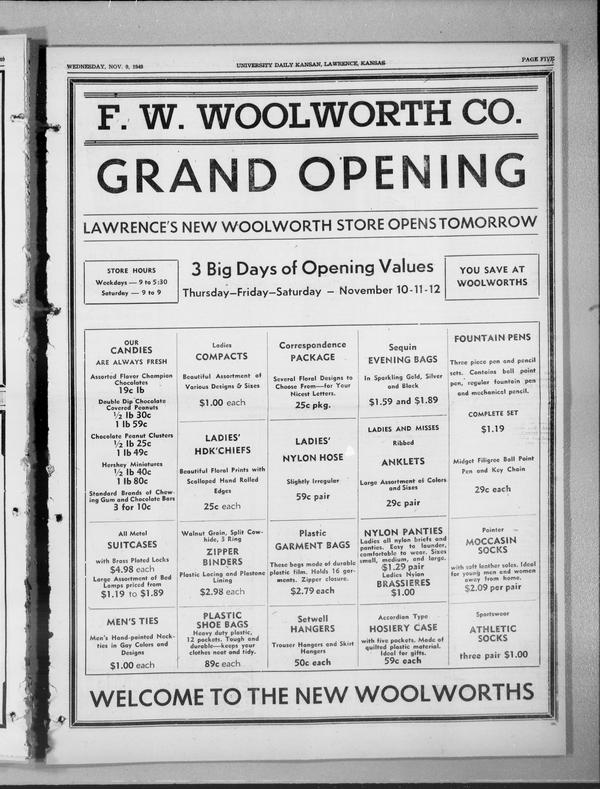 WEDNESDAY, NOV. 9, 1949
UNIVERSITY DAILY KANSAN, LAWRENCE, KANSAS
PAGE FIVE
F. W. WOOLWORTH CO.
GRAND OPENING
LAWRENCE'S NEW WOOLWORTH STORE OPENS TOMORROW
STORE HOURS
Weekdays — 9 to 5:30
Saturday — 9 to 9
3 Big Days of Opening Values
Thursday—Friday—Saturday — November 10-11-12
YOU SAVE AT
WOOLWORTHS
OUR
CANDIES
ARE ALWAYS FRESH
Assorted Flavor Champion
Chocolates
19c lb
Double Dip Chocolate
Covered Peanuts
½ lb 30c
1 lb 59c
Chocolate Peanut Clusters
½ lb 25c
1 lb 49c
Hershey Miniatures
½ lb 40c
1 lb 80c
Standard Brands of Chew-
ing Gum and Chocolate Bars
3 for 10c
Ladies
COMPACTS
Beautiful Assortment of
Various Designs & Sizes
$1.00 each
LADIES'
HDK'CHIEFS
Beautiful Floral Prints with
Scalloped Hand Rolled
Edges
25c each
Correspondence
PACKAGE
Several Floral Designs to
Choose From—for Your
Nicest Letters.
25c pkg.
LADIES'
NYLON HOSE
Slightly Irregular
59c pair
Sequin
EVENING BAGS
In Sparkling Gold, Silver
and Black
$1.59 and $1.89
LADIES AND MISSES
Ribbed
ANKLETS
Large Assortment of Colors
and Sizes
29c pair
FOUNTAIN PENS
Three piece pen and pencil
sets. Contains ball point
pen, regular fountain pen
and mechanical pencil.
COMPLETE SET
$1.19
Midget Filigree Ball Point
Pen and Key Chain
29c each
All Metal
SUITCASES
with Brass Plated Locks
$4.98 each
Large Assortment of Bed
Lamps priced from
$1.19 to $1.89
Walnut Grain, Split Cow-
hide, 3 Ring
ZIPPER
BINDERS
Plastic Lacing and Plastone
Lining
$2.98 each
Plastic
GARMENT BAGS
These bags made of durable
plastic film. Holds 16 gar-
ments. Zipper closure.
$2.79 each
NYLON PANTIES
Ladies all nylon briefs and
panties. Easy to launder,
comfortable to wear. Sizes
small, medium, and large.
$1.29 pair
Ladies Nylon
BRASSIERES
$1.00
Pointer
MOCCASIN
SOCKS
with soft leather soles. Ideal
for young men and women
away from home.
$2.09 per pair
MEN'S TIES
Men's Hand-painted Neck-
ties in Gay Colors and
Designs
$1.00 each
PLASTIC
SHOE BAGS
Heavy duty plastic,
12 pockets. Tough and
durable—keeps your
clothes neat and tidy.
89c each
Setwell
HANGERS
Trouser Hangers and Skirt
Hangers
50c each
Accordian Type
HOSIERY CASE
with five pockets. Made of
quilted plastic material.
Ideal for gifts.
59c each
Sportswear
ATHLETIC
SOCKS
three pair $1.00
WELCOME TO THE NEW WOOLWORTHS